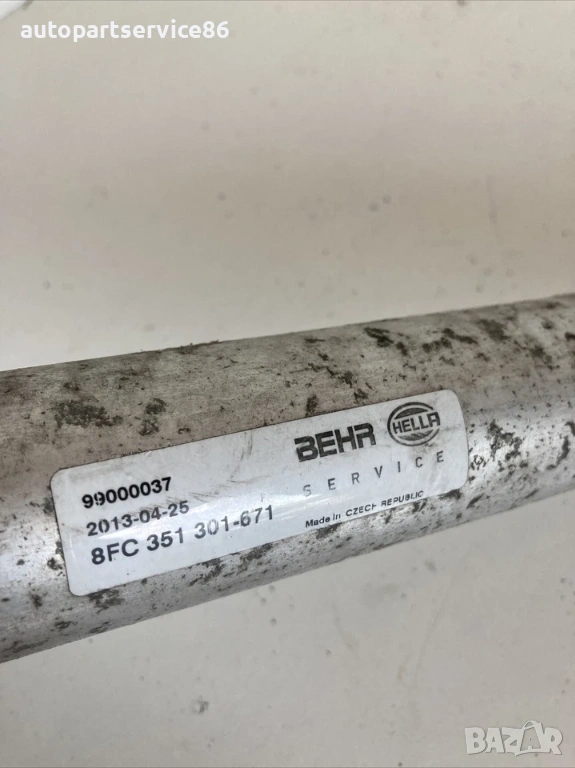 autopartservice86
BEHR HELLA
SERVICE
99000037
2013-04-25
8FC 351 301-671
Made in CZECH REPUBLIC
BAZAR